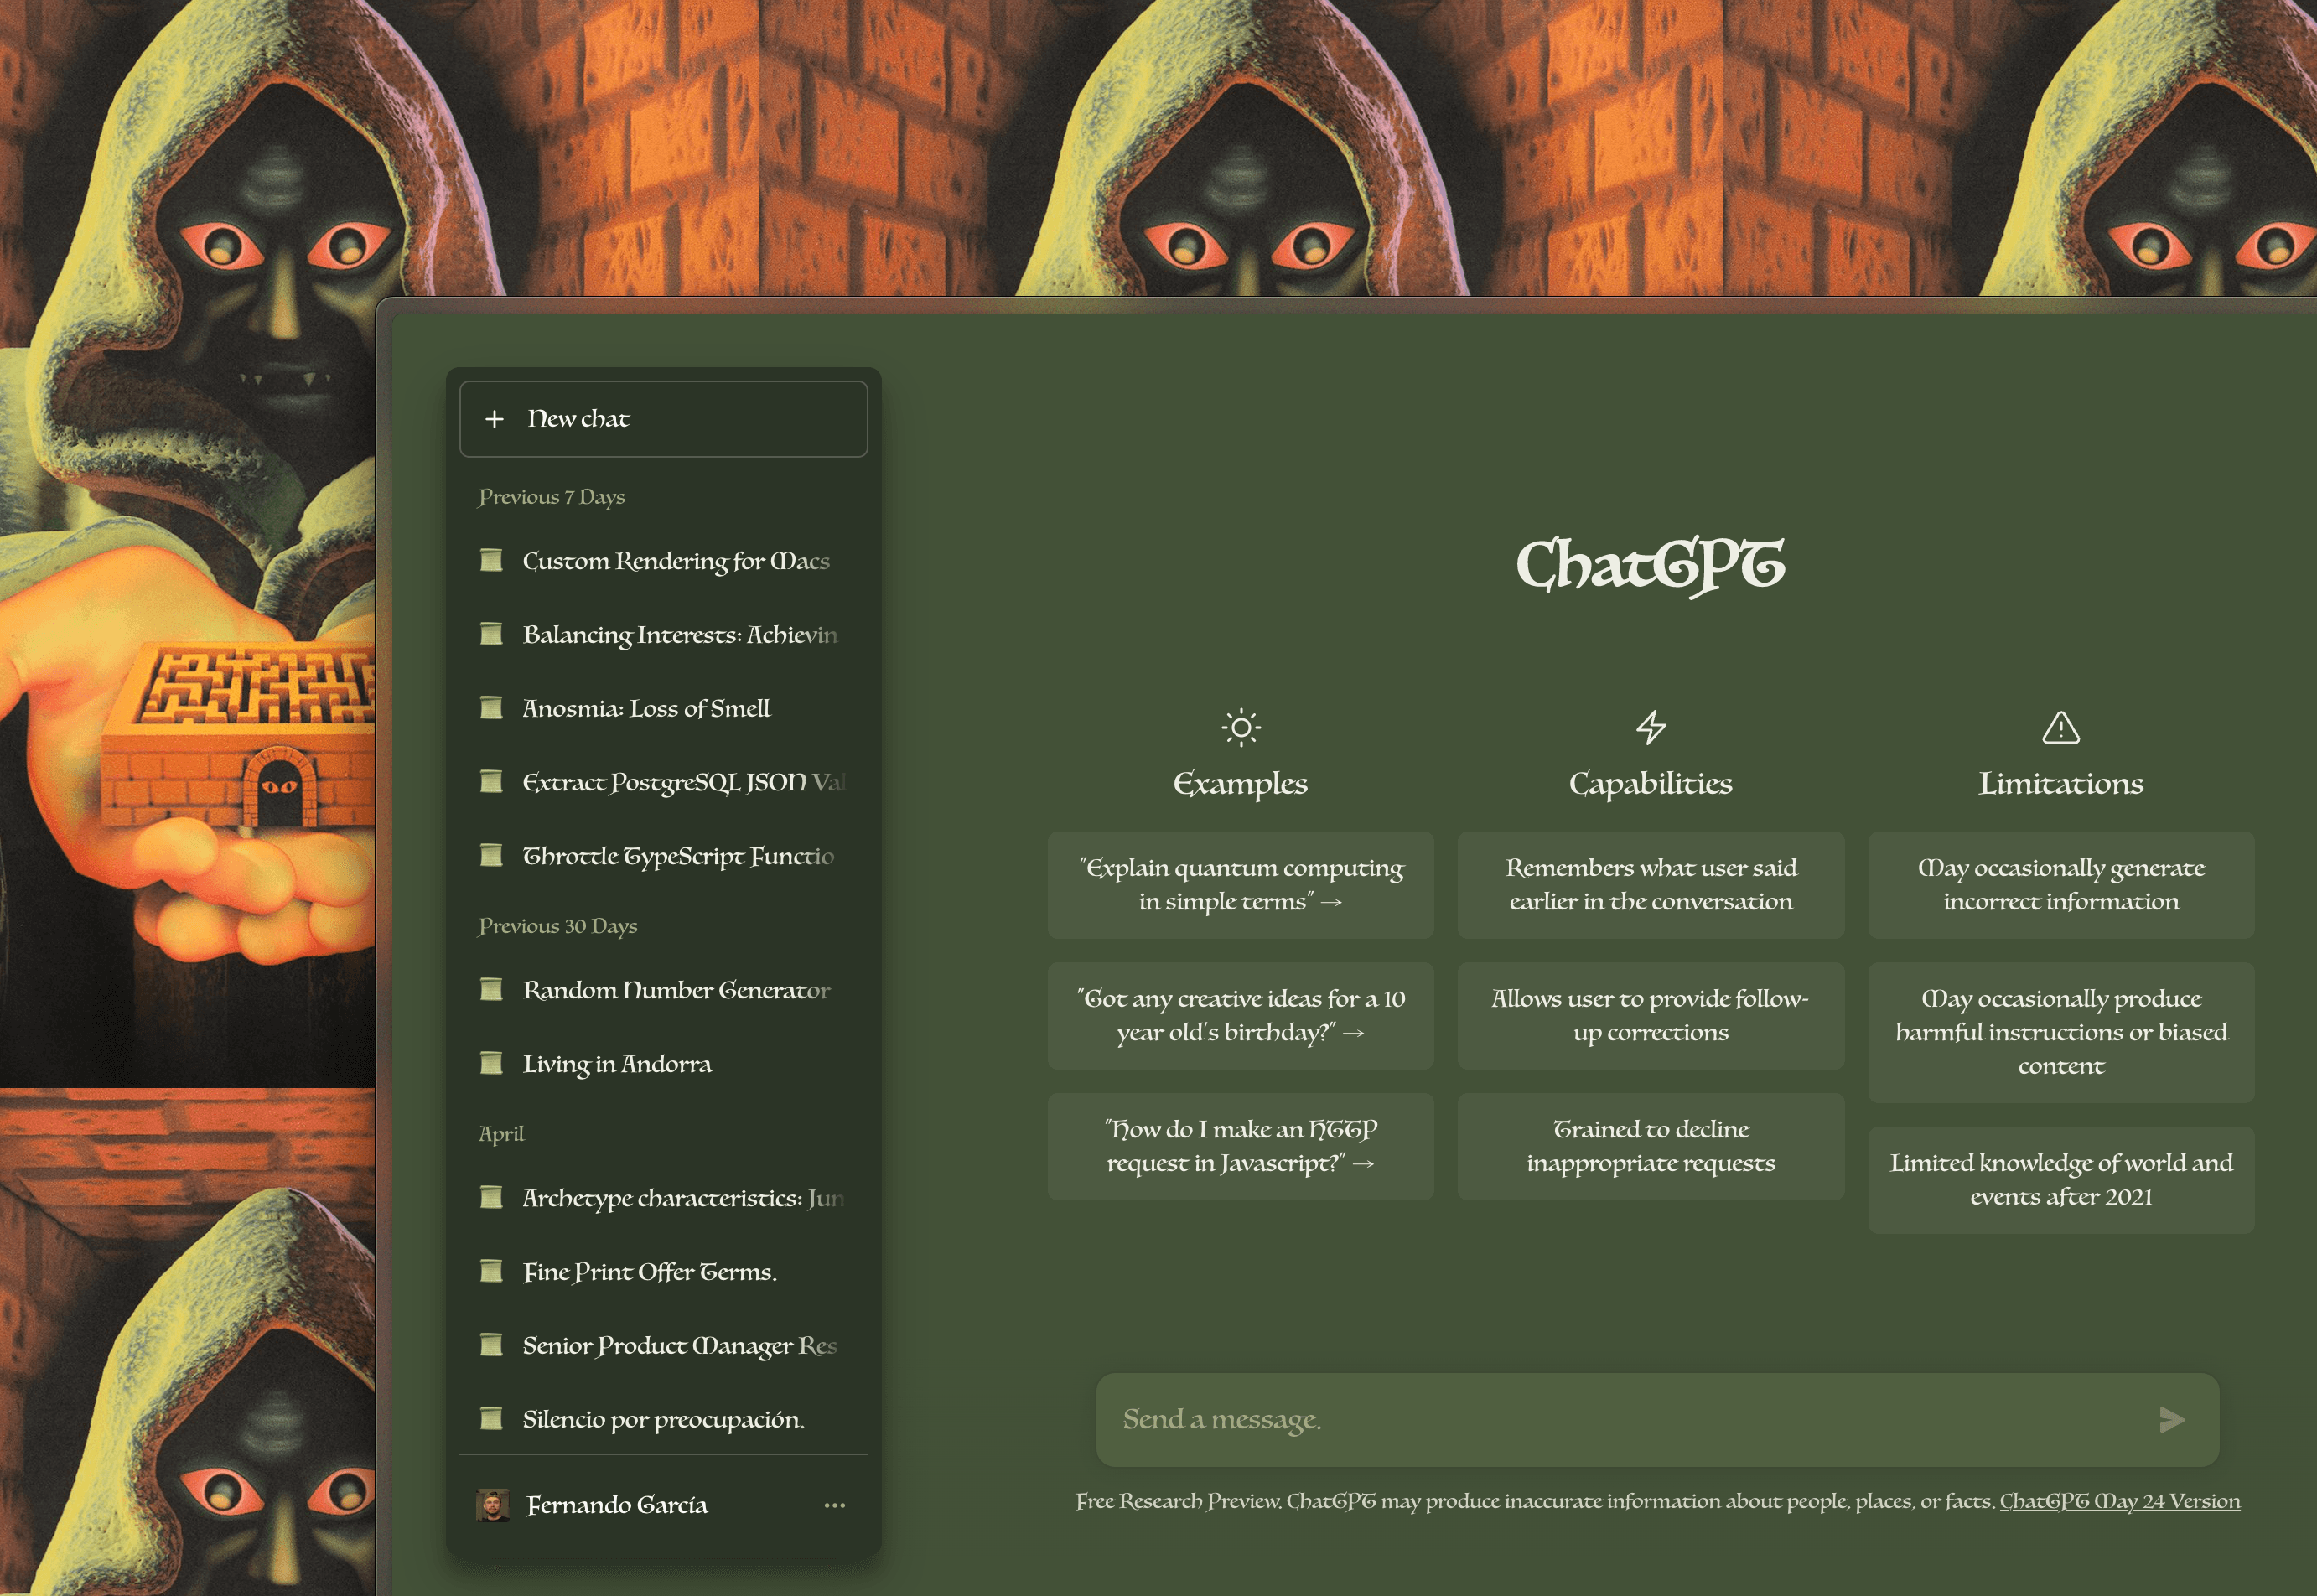 New chat
Previous 7 Days
Custom Rendering for Macs
Balancing Interests: Achievin
Anosmia: Loss of Smell
Extract PostgreSQL JSON Val
Throttle TypeScript Functio
Previous 30 Days
Random Number Generator
Living in Andorra
April
Archetype characteristics: Jun
Fine Print Offer Terms.
Senior Product Manager Res
Silencio por preocupación.
Fernando García
ChatGPT
Examples
"Explain quantum computing
in simple terms" →
"Got any creative ideas for a 10
year old's birthday?" →
"How do I make an HTTP
request in Javascript?" →
Capabilities
Remembers what user said
earlier in the conversation
Allows user to provide follow-
up corrections
Trained to decline
inappropriate requests
Limitations
May occasionally generate
incorrect information
May occasionally produce
harmful instructions or biased
content
Limited knowledge of world and
events after 2021
Send a message.
Free Research Preview. ChatGPT may produce inaccurate information about people, places, or facts. ChatGPT May 24 Version